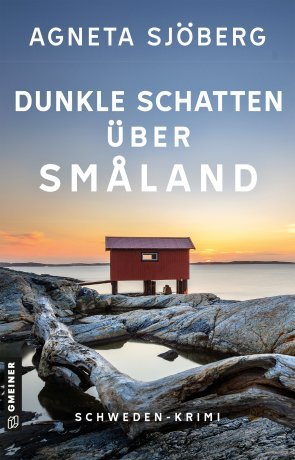 AGNETA SJÖBERG
DUNKLE SCHATTEN
ÜBER
SMÅLAND
SCHWEDEN-KRIMI
GMEINER